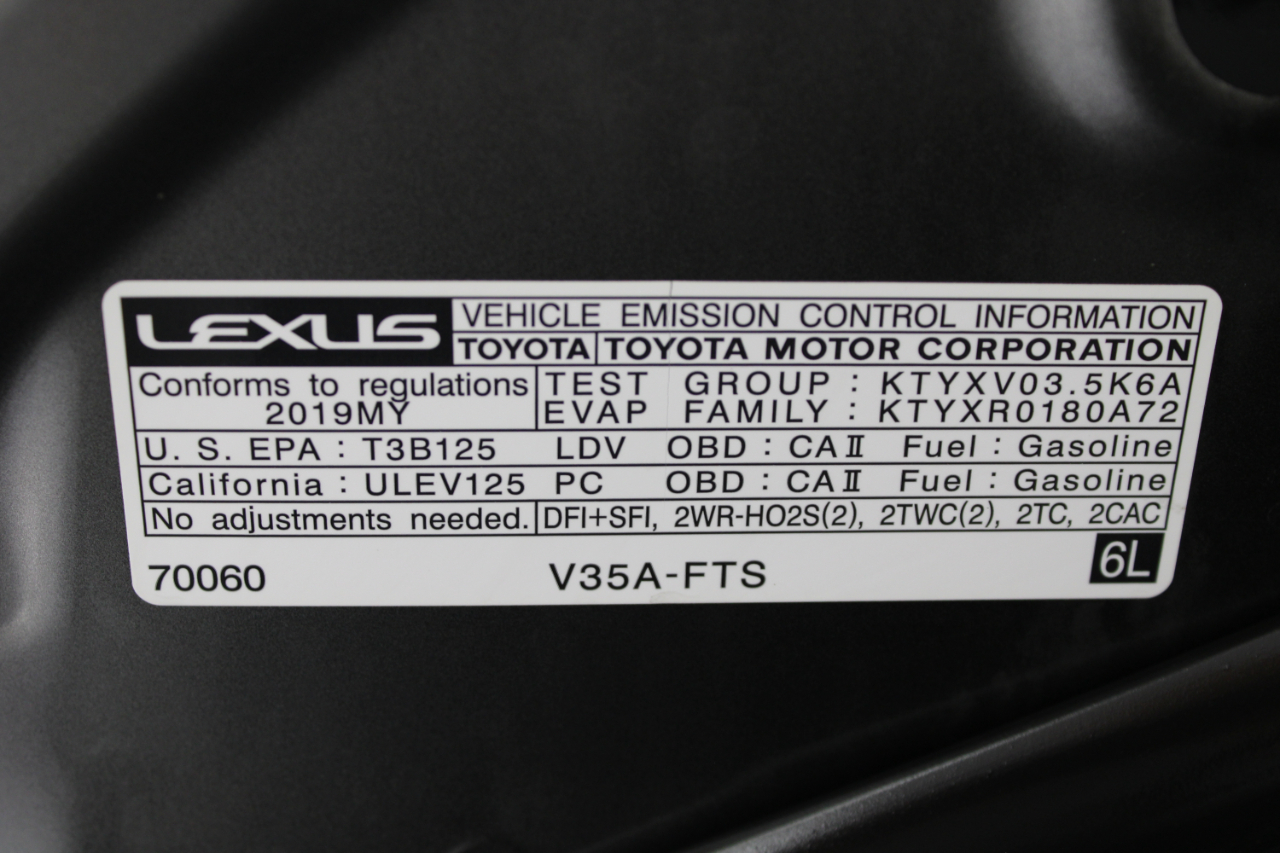 LEXUS
VEHICLE EMISSION CONTROL INFORMATION
TOYOTA TOYOTA MOTOR CORPORATION
Conforms to regulations
2019MY
TEST GROUP : KTYXV03.5K6A
EVAP FAMILY : KTYXR0180A72
U. S. EPA : T3B125 LDV OBD : CAⅡ Fuel : Gasoline
California : ULEV125 PC OBD : CAⅡ Fuel : Gasoline
No adjustments needed. DFI+SFI, 2WR-HO2S(2), 2TWC(2), 2TC, 2CAC
70060 V35A-FTS 6L